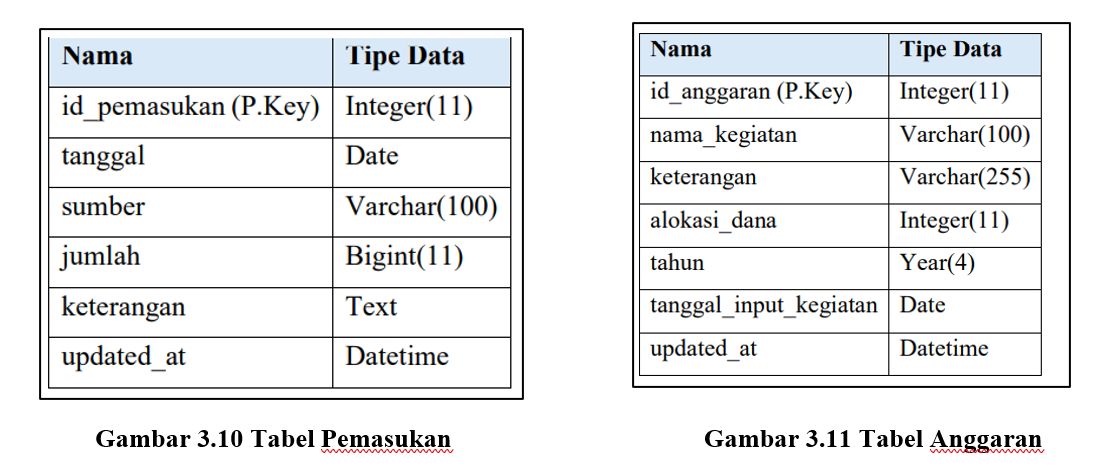 Nama Tipe Data
id_pemasukan (P.Key) Integer(11)
tanggal Date
sumber Varchar(100)
jumlah Bigint(11)
keterangan Text
updated_at Datetime
Gambar 3.10 Tabel Pemasukan
Nama Tipe Data
id_anggaran (P.Key) Integer(11)
nama_kegiatan Varchar(100)
keterangan Varchar(255)
alokasi_dana Integer(11)
tahun Year(4)
tanggal_input_kegiatan Date
updated_at Datetime
Gambar 3.11 Tabel Anggaran